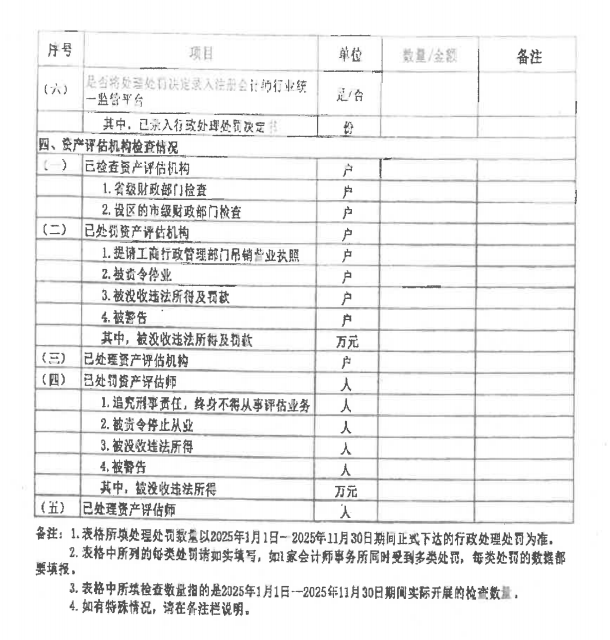 序号 项目 单位 数量/金额 备注
(六) 是否将处理处罚决定录入注册会计师行业统 是/否
一监管平台
其中,已录入行政处理处罚决定书 份
四、资产评估机构检查情况
(一) 已检查资产评估机构 户
1.省级财政部门检查 户
2.设区的市级财政部门检查 户
(二) 已处罚资产评估机构 户
1.提请工商行政管理部门吊销营业执照 户
2.被责令停业 户
3.被没收违法所得及罚款 户
4.被警告 户
其中,被没收违法所得及罚款 万元
(三) 已处理资产评估机构 户
(四) 已处罚资产评估师 人
1.追究刑事责任,终身不得从事评估业务 人
2.被责令停止从业 人
3.被没收违法所得 人
4.被警告 人
其中,被没收违法所得 万元
(五) 已处理资产评估师 人
备注:1.表格所填处理处罚数量以2025年1月1日—2025年11月30日期间正式下达的行政处理处罚为准。
2.表格中所列的每类处罚请如实填写,如1家会计师事务所同时受到多类处罚,每类处罚的数据都
要填报。
3.表格中所填检查数量指的是2025年1月1日—2025年11月30日期间实际开展的检查数量。
4.如有特殊情况,请在备注栏说明。